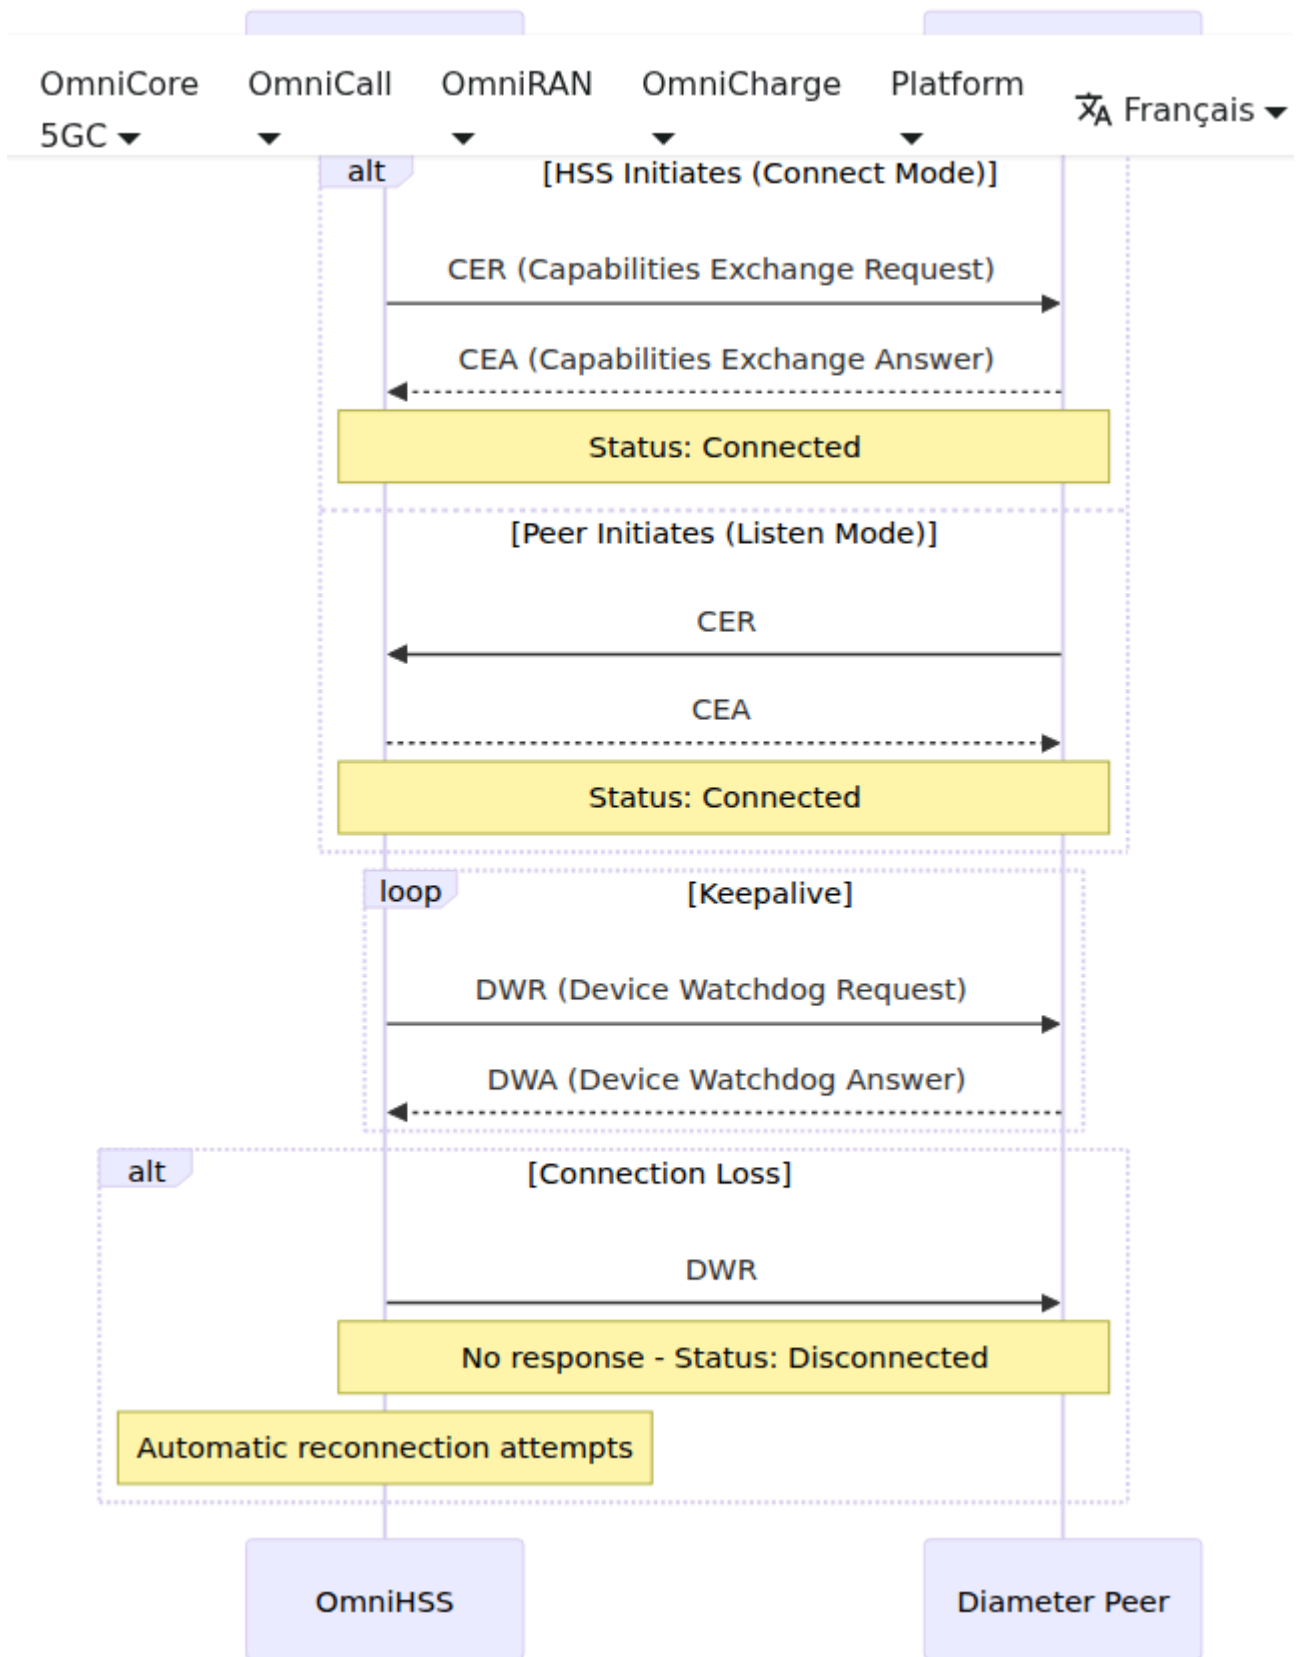 OmniCore 5GC
OmniCall
OmniRAN
OmniCharge
Platform
Français
alt
[HSS Initiates (Connect Mode)]
CER (Capabilities Exchange Request)
CEA (Capabilities Exchange Answer)
Status: Connected
[Peer Initiates (Listen Mode)]
CER
CEA
Status: Connected
loop
[Keepalive]
DWR (Device Watchdog Request)
DWA (Device Watchdog Answer)
alt
[Connection Loss]
DWR
No response - Status: Disconnected
Automatic reconnection attempts
OmniHSS
Diameter Peer